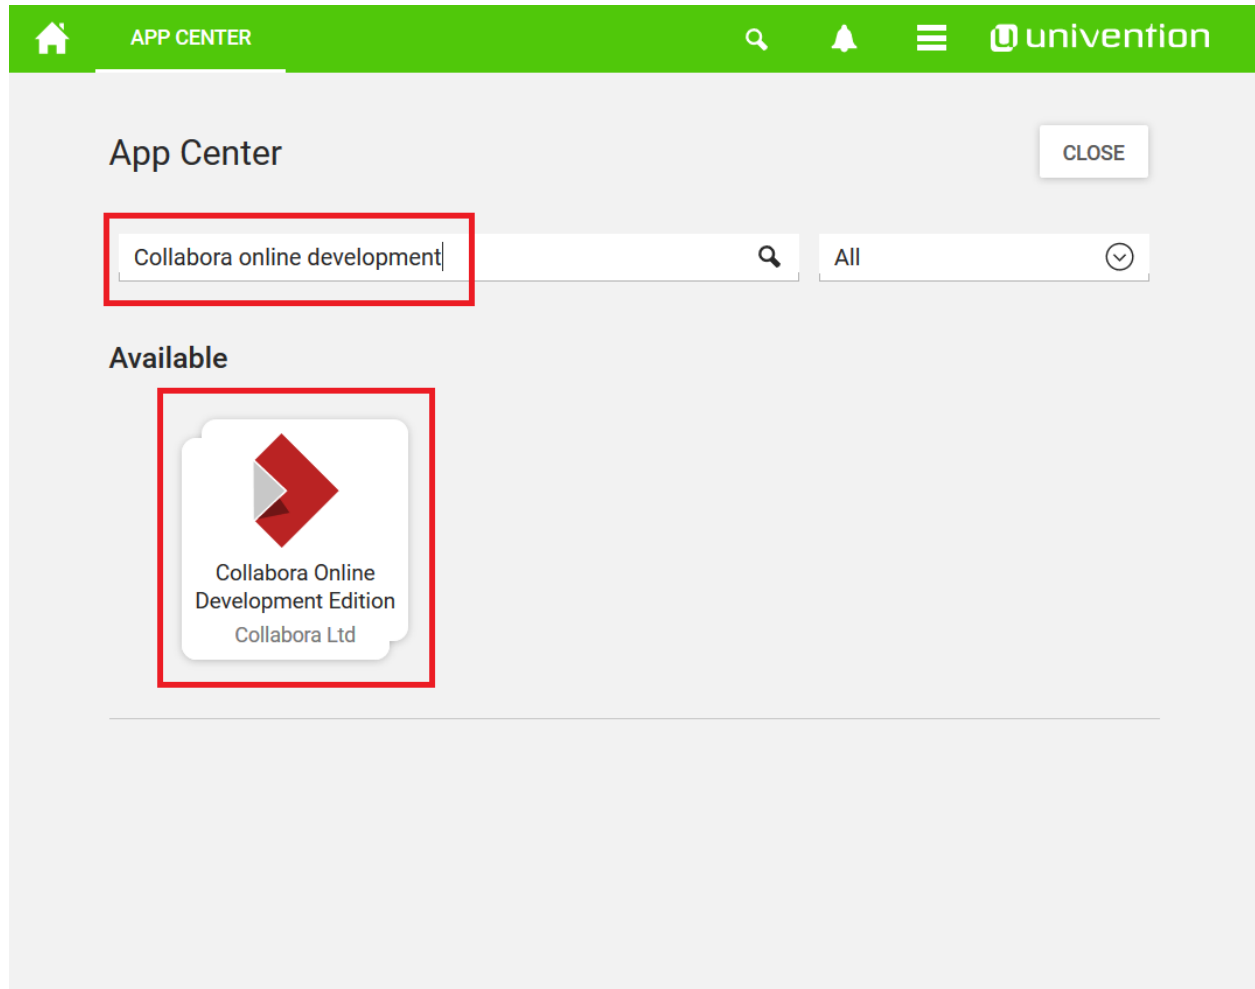 APP CENTER
univention
App Center
CLOSE
Collabora online development
All
Available
Collabora Online
Development Edition
Collabora Ltd